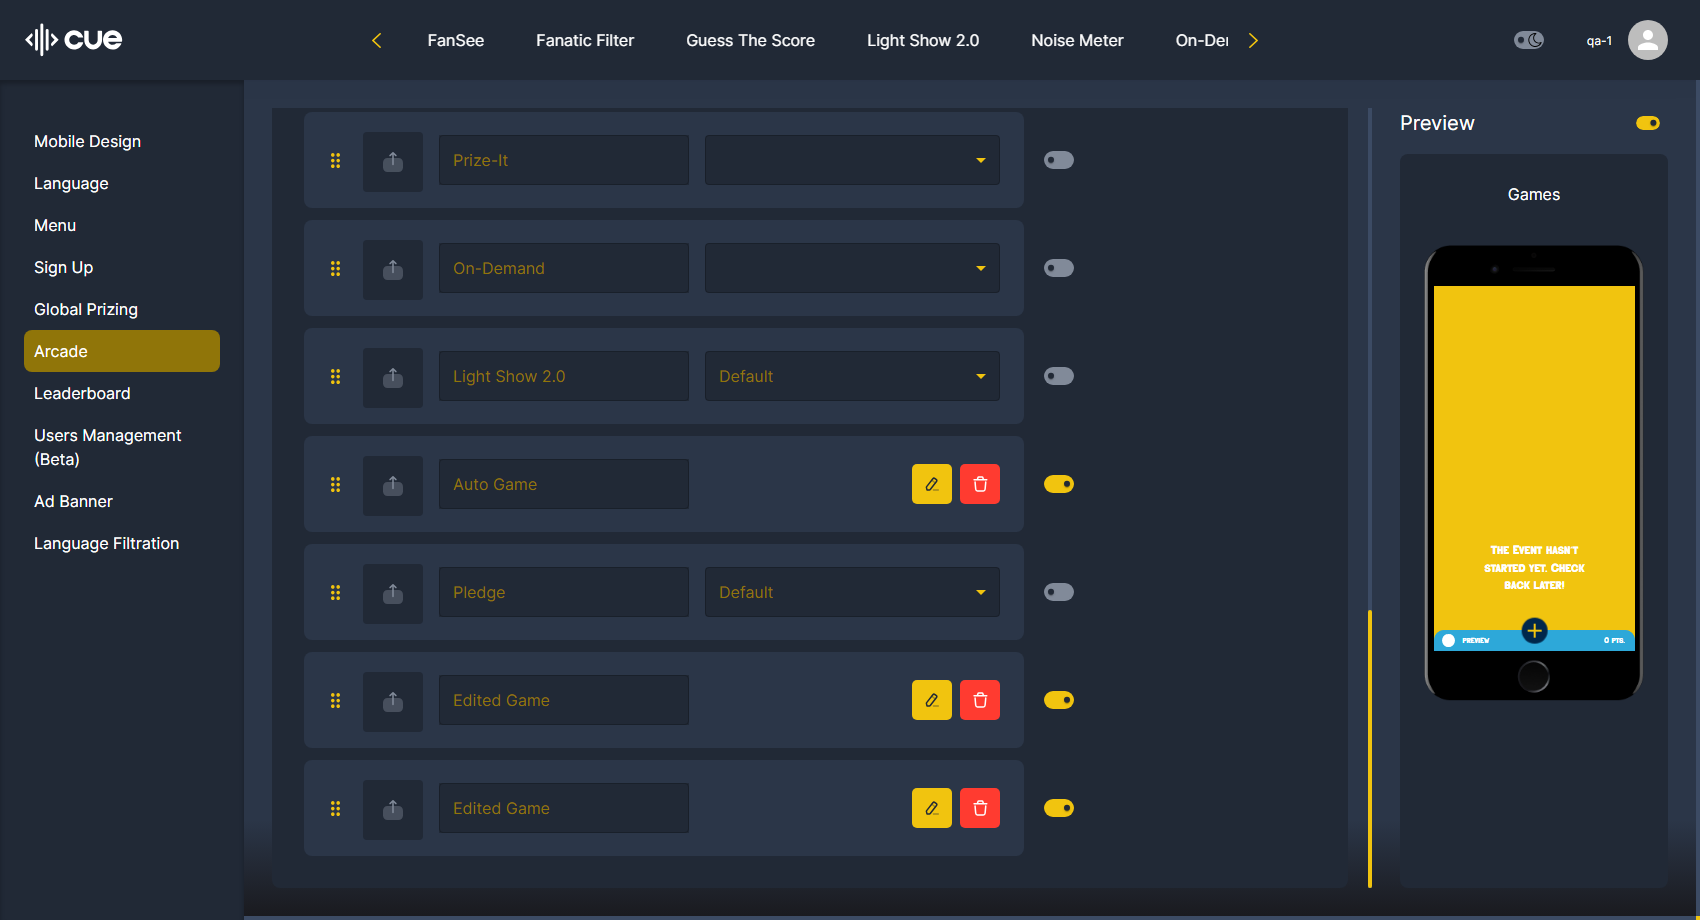 cue
FanSee
Fanatic Filter
Guess The Score
Light Show 2.0
Noise Meter
On-Der
qa-1
Mobile Design
Language
Menu
Sign Up
Global Prizing
Arcade
Leaderboard
Users Management
(Beta)
Ad Banner
Language Filtration
Prize-It
On-Demand
Light Show 2.0
Default
Auto Game
Pledge
Default
Edited Game
Edited Game
Preview
Games
The Event hasn't
started yet. Check
back later!
PREVIEW
0 PTS.